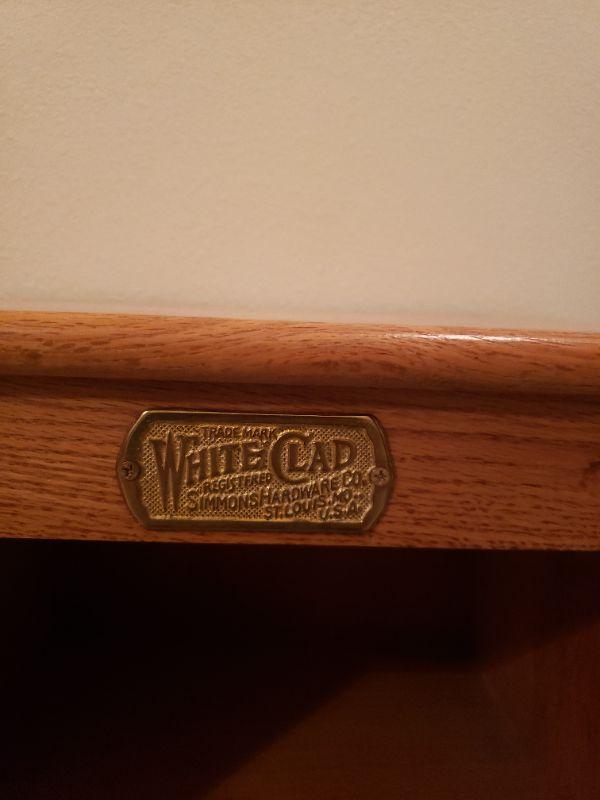 TRADE MARK
WHITE CLAD
REGISTERED
SIMMONS HARDWARE CO.
ST. LOUIS, MO.
U.S.A.